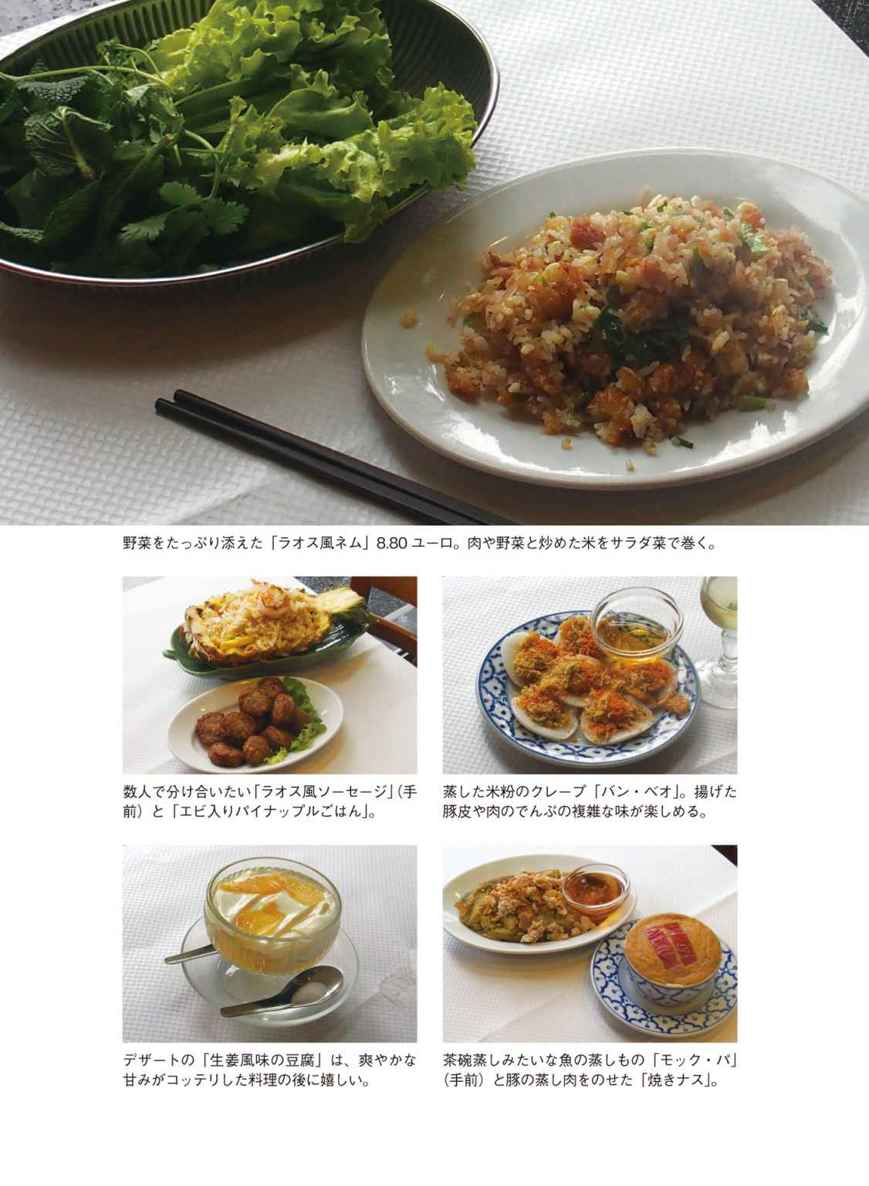 野菜をたっぷり添えた「ラオス風ネム」8.80 ユーロ。肉や野菜と炒めた米をサラダ菜で巻く。
数人で分け合いたい「ラオス風ソーセージ」（手
前）と「エビ入りパイナップルごはん」。
蒸した米粉のクレープ「バン・ベオ」。揚げた
豚皮や肉のでんぶの複雑な味が楽しめる。
デザートの「生姜風味の豆腐」は、爽やかな
甘みがコッテリした料理の後に嬉しい。
茶碗蒸しみたいな魚の蒸しもの「モック・パ」
（手前）と豚の蒸し肉をのせた「焼きナス」。